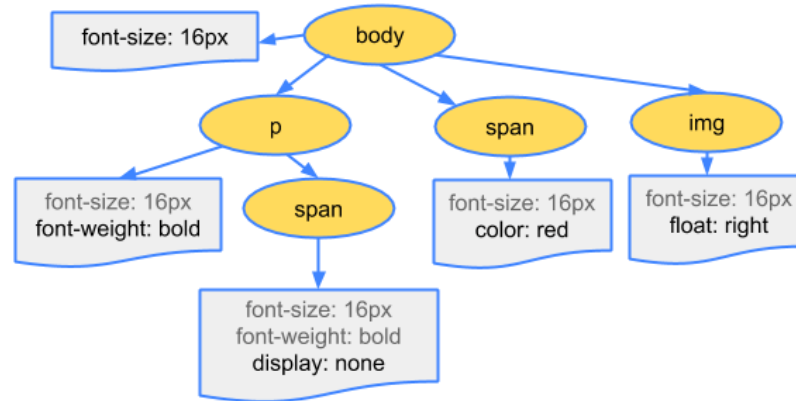 font-size: 16px
body
p
span
img
font-size: 16px
font-weight: bold
span
font-size: 16px
color: red
font-size: 16px
float: right
font-size: 16px
font-weight: bold
display: none